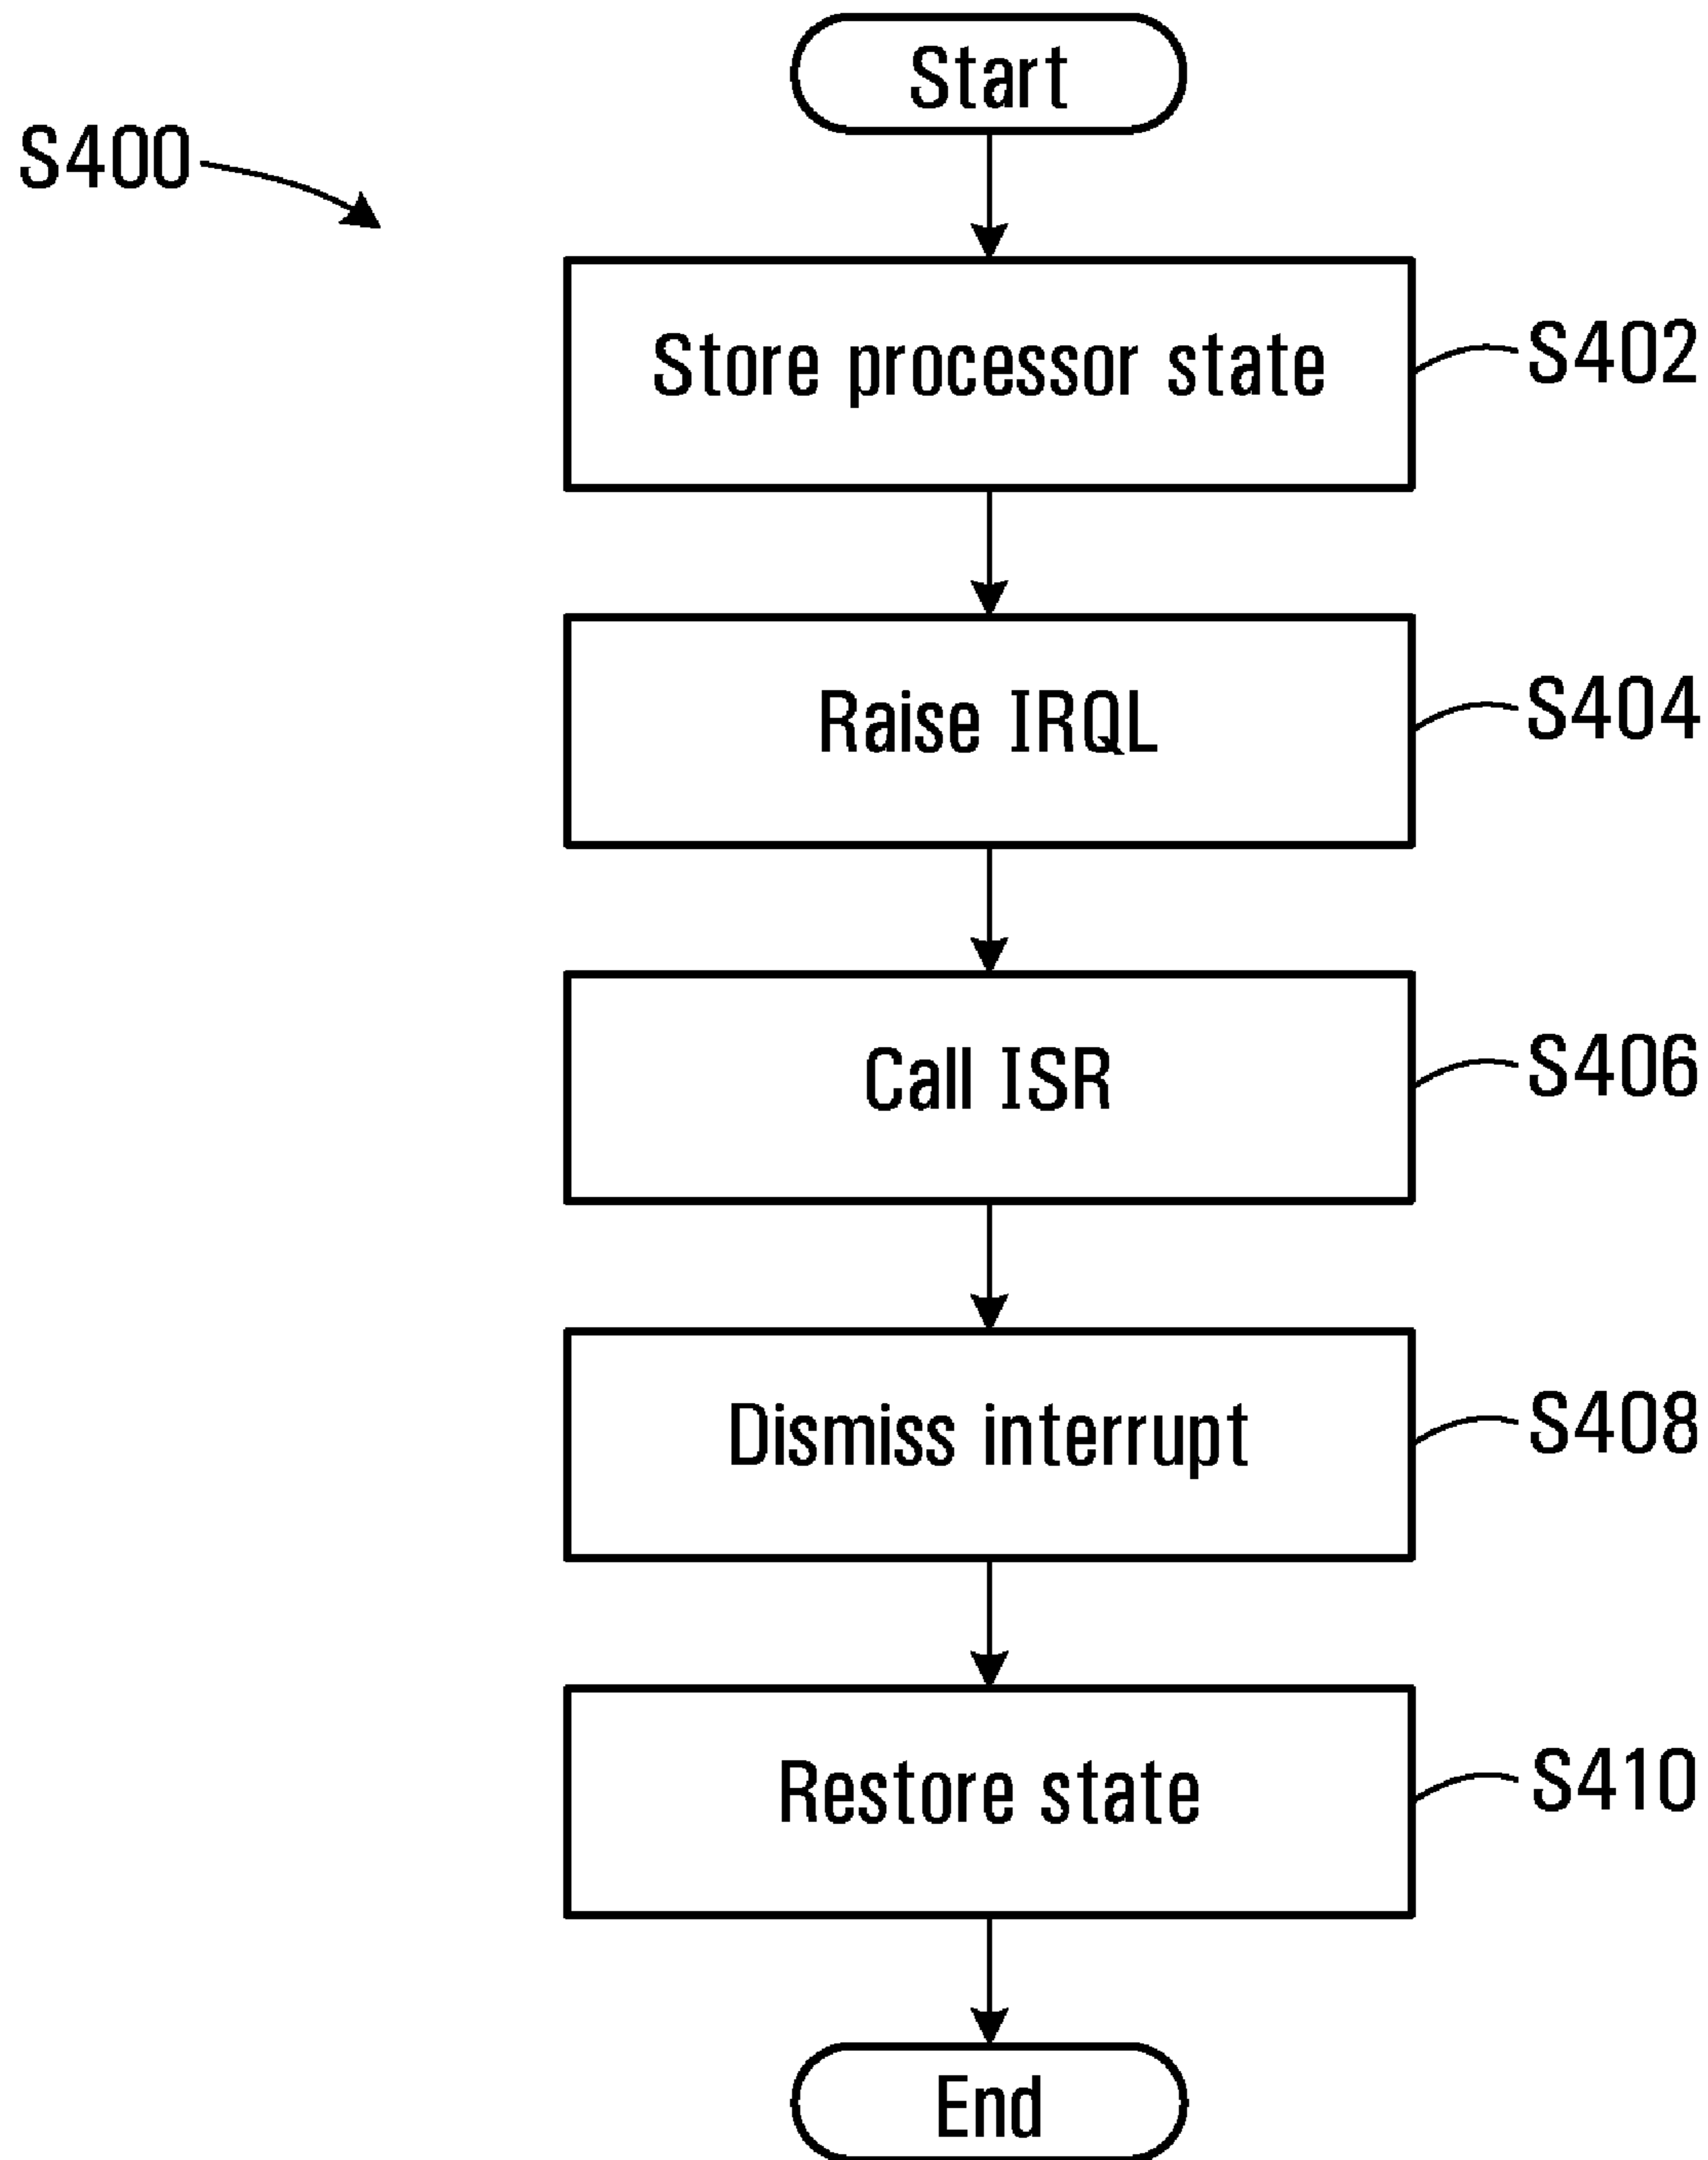 Start
S400
Store processor state
S402
Raise IRQL
S404
Call ISR
S406
Dismiss interrupt
S408
Restore state
S410
End